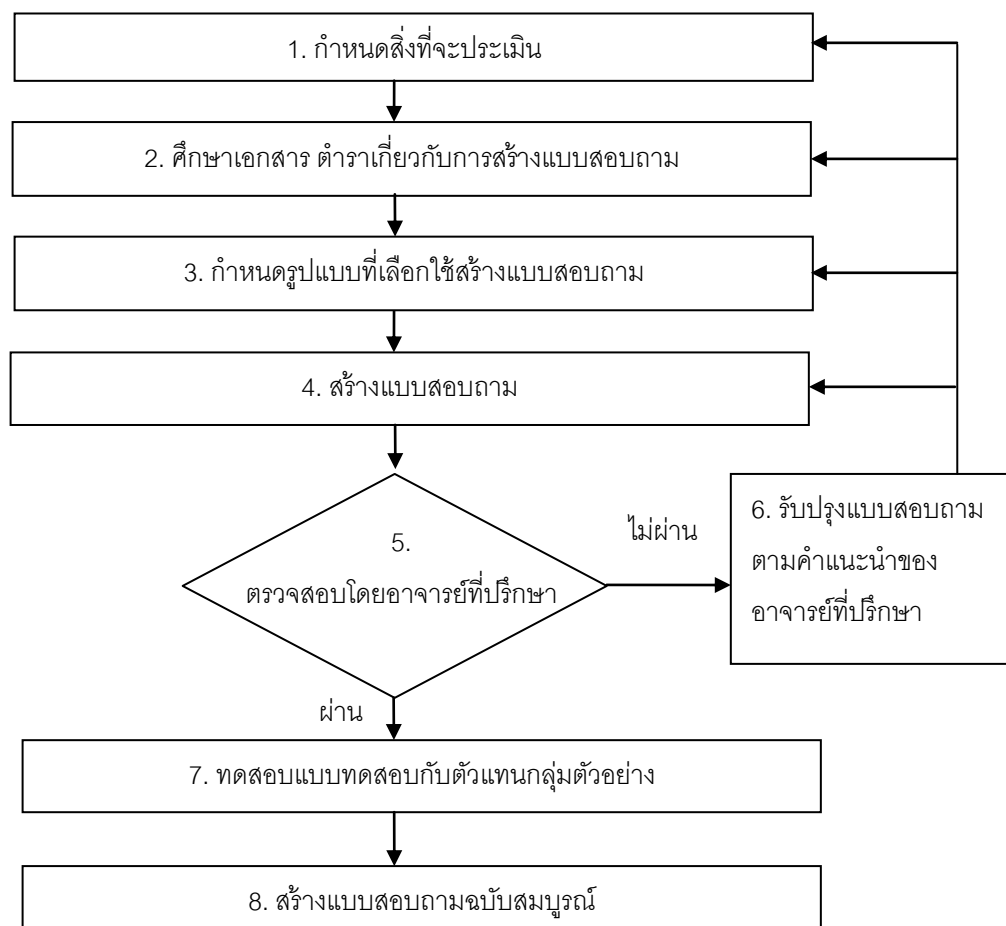 1. กำหนดสิ่งที่จะประเมิน
2. ศึกษาเอกสาร ตำราเกี่ยวกับการสร้างแบบสอบถาม
3. กำหนดรูปแบบที่เลือกใช้สร้างแบบสอบถาม
4. สร้างแบบสอบถาม
5.
ตรวจสอบโดยอาจารย์ที่ปรึกษา
ไม่ผ่าน
6. รับปรุงแบบสอบถาม
ตามคำแนะนำของ
อาจารย์ที่ปรึกษา
ผ่าน
7. ทดสอบแบบทดสอบกับตัวแทนกลุ่มตัวอย่าง
8. สร้างแบบสอบถามฉบับสมบูรณ์